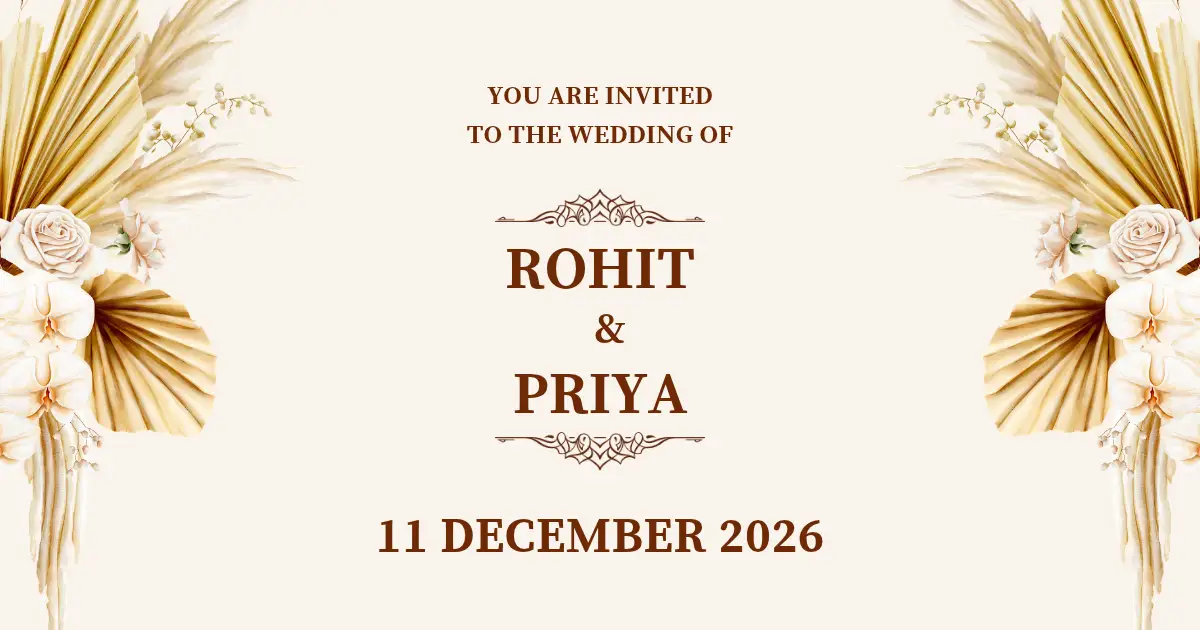 YOU ARE INVITED
TO THE WEDDING OF
ROHIT
&
PRIYA
11 DECEMBER 2026